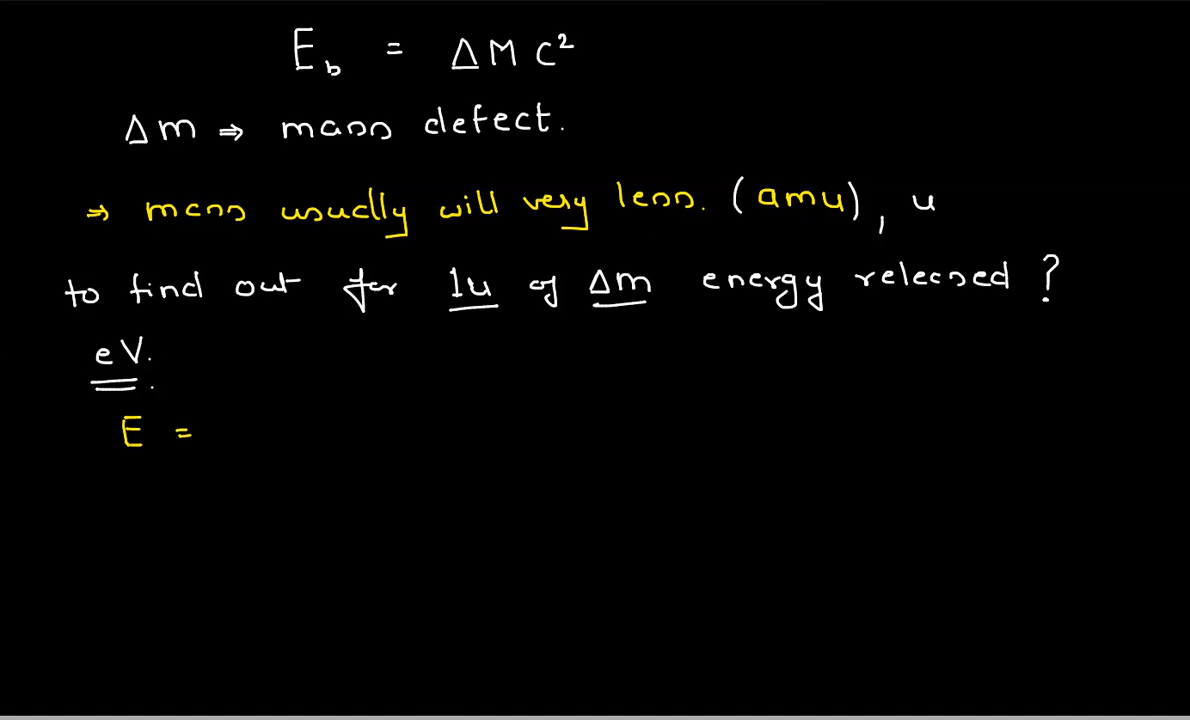 E_b = ΔMC²
Δm ⇒ mass defect.
⇒ mass usually will very less. (amu), u
to find out for 1u of Δm energy released ?
eV.
E =